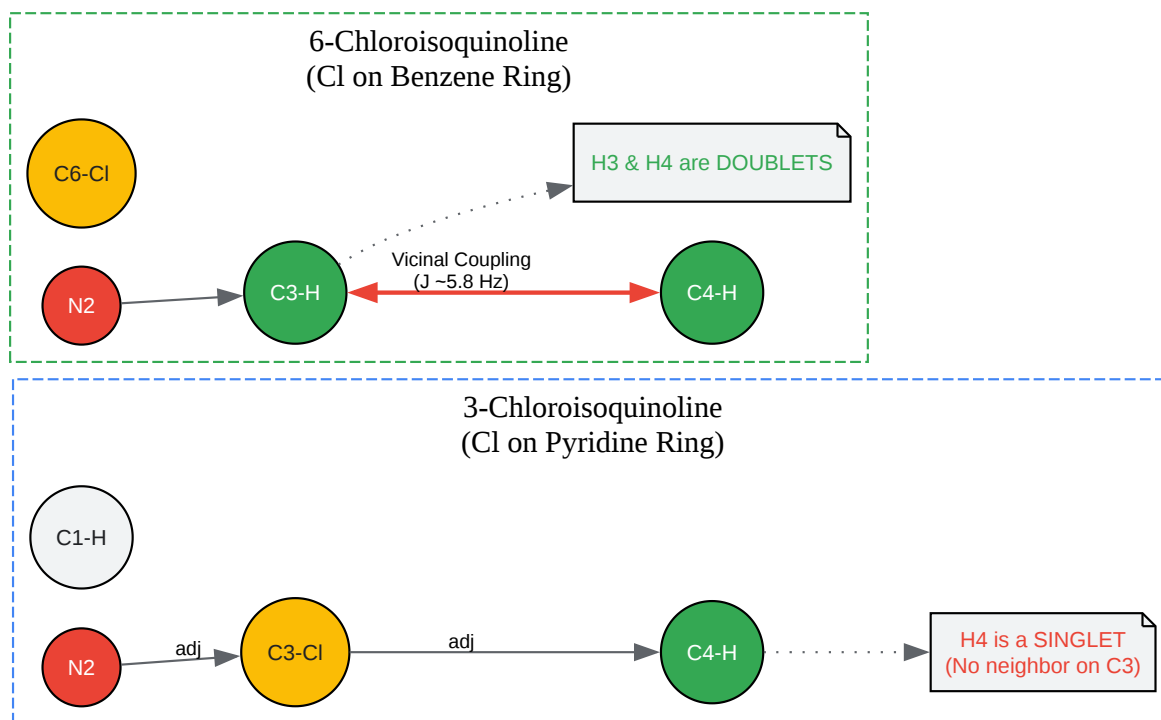 6-Chloroisoquinoline
(Cl on Benzene Ring)
C6-Cl
H3 & H4 are DOUBLETS
Vicinal Coupling
(J ~5.8 Hz)
N2
C3-H
C4-H
3-Chloroisoquinoline
(Cl on Pyridine Ring)
C1-H
N2
adj
C3-Cl
adj
C4-H
H4 is a SINGLET
(No neighbor on C3)